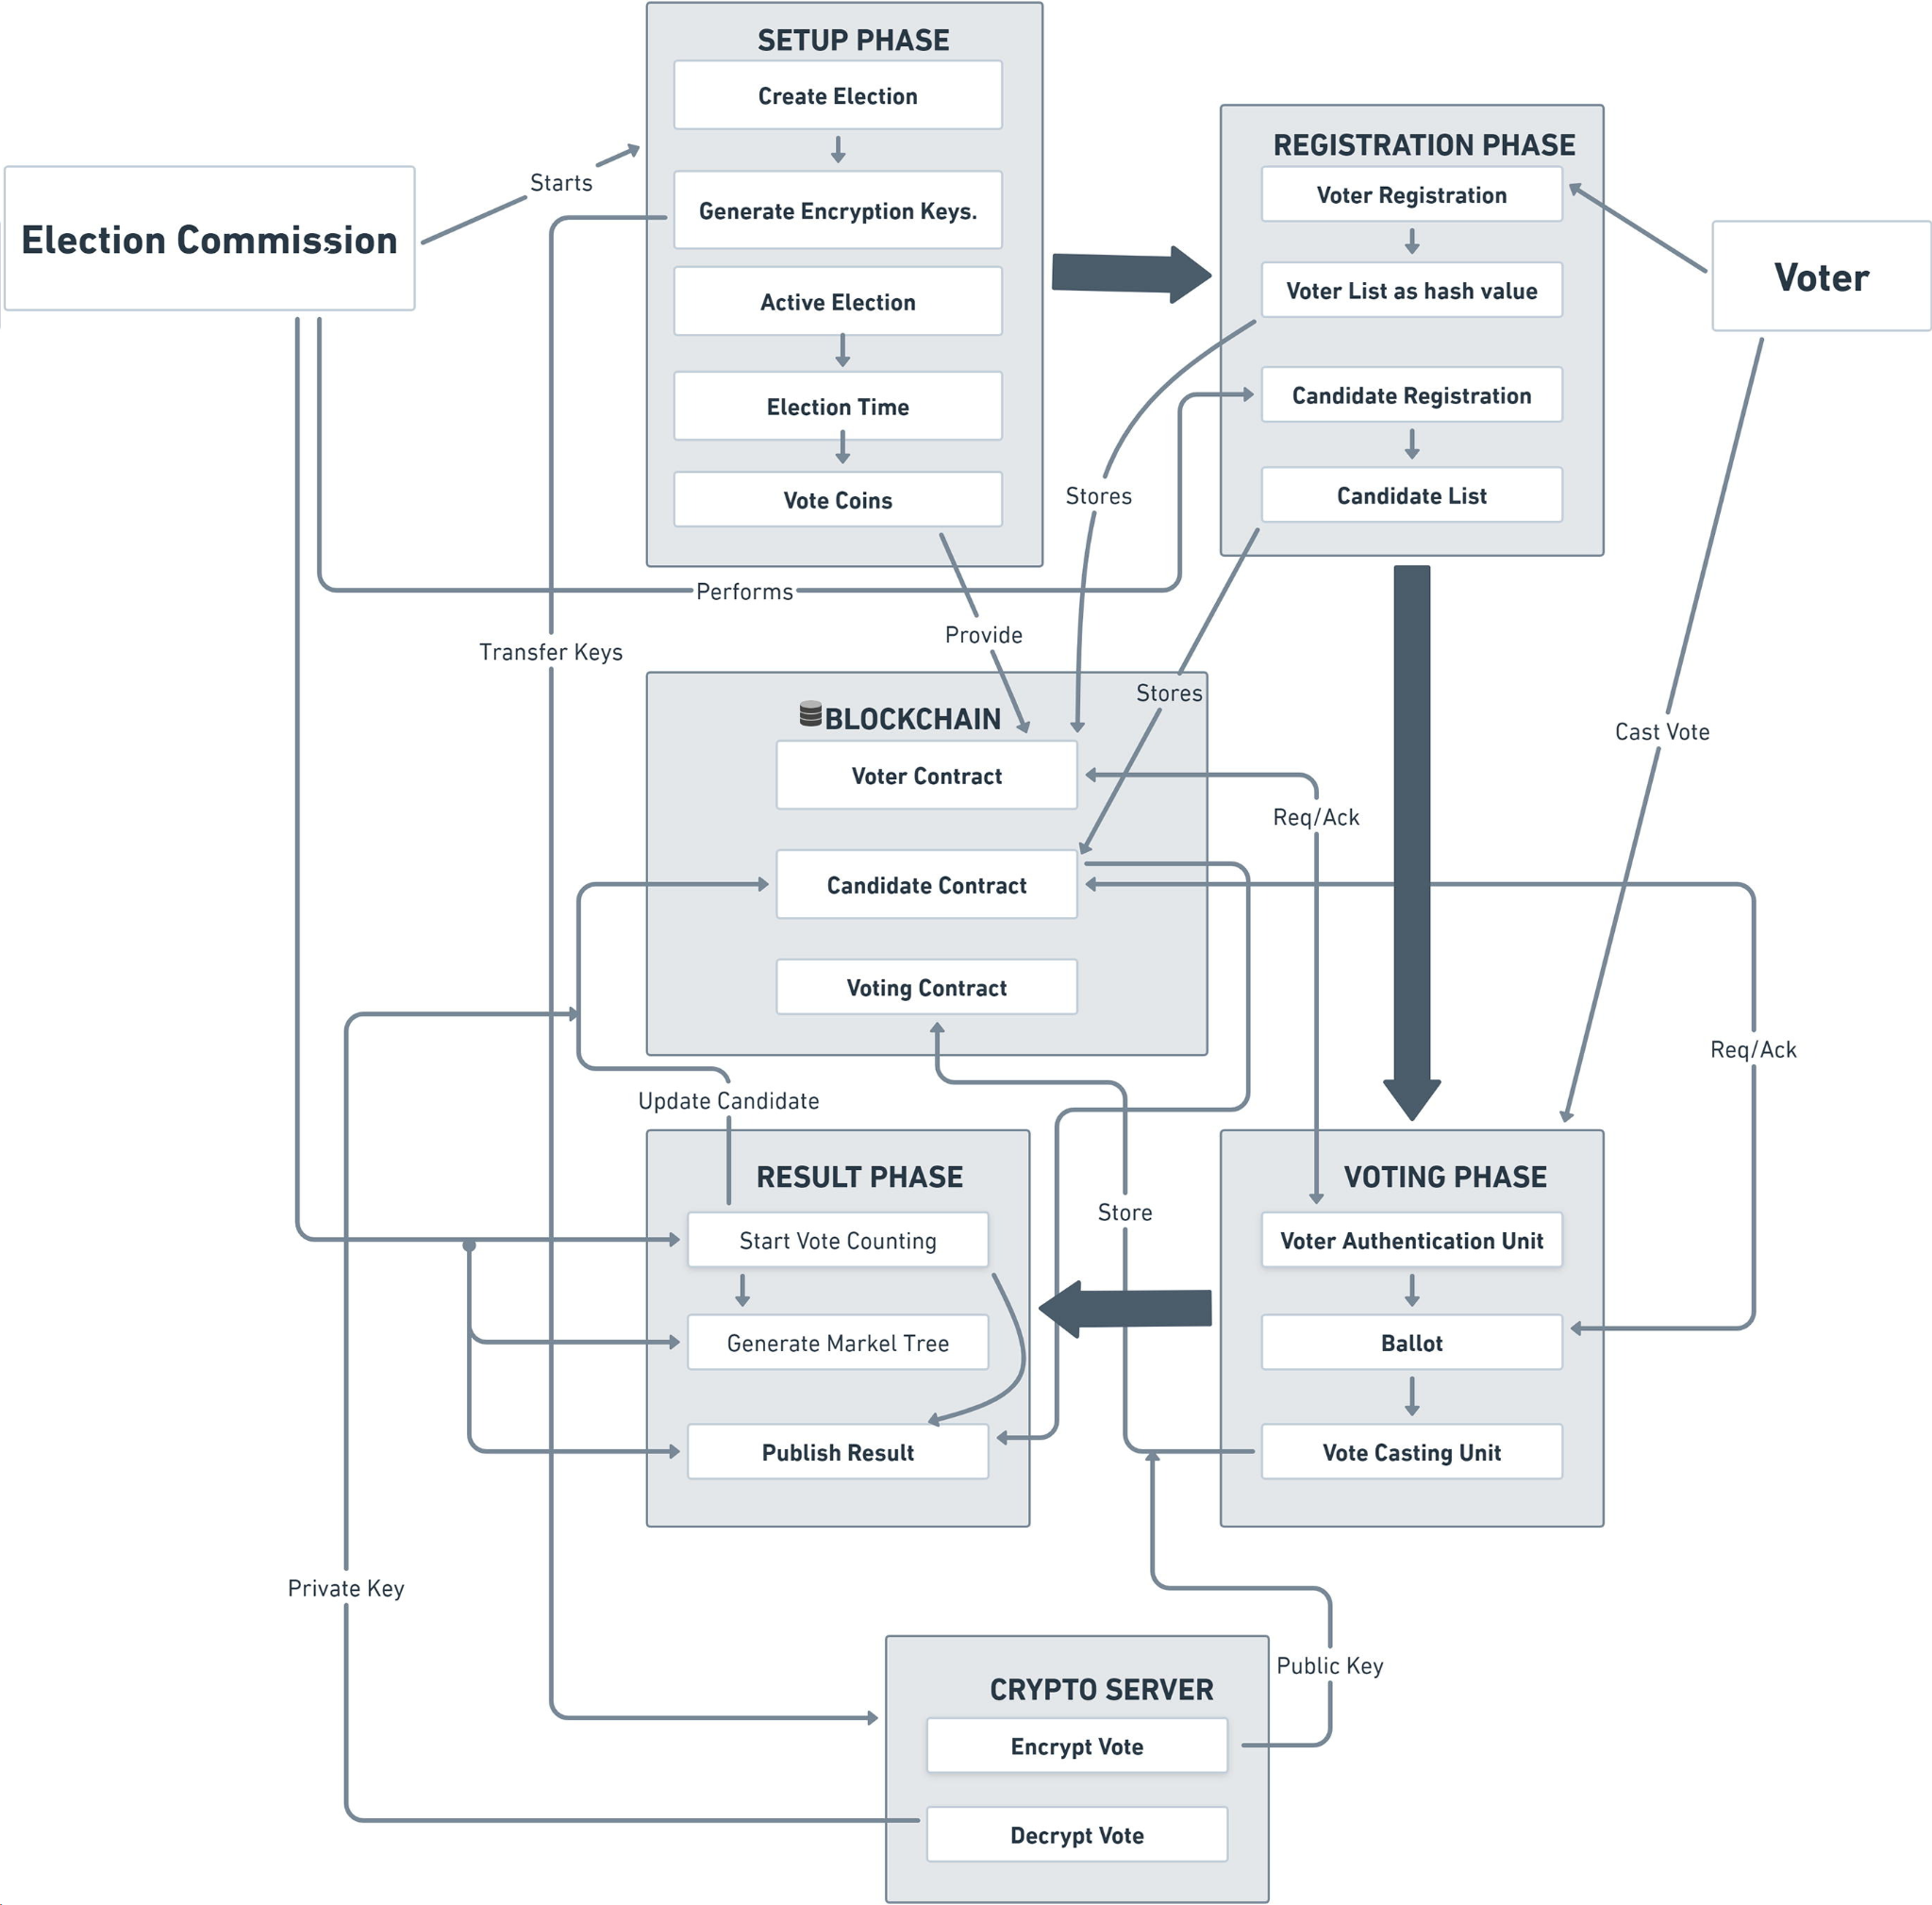 SETUP PHASE
Create Election
Generate Encryption Keys.
Active Election
Election Time
Vote Coins
REGISTRATION PHASE
Voter Registration
Voter List as hash value
Candidate Registration
Candidate List
Election Commission
Starts
Voter
Stores
Performs
Provide
Transfer Keys
Stores
Cast Vote
BLOCKCHAIN
Voter Contract
Candidate Contract
Voting Contract
Req/Ack
Req/Ack
Update Candidate
RESULT PHASE
Start Vote Counting
Generate Markel Tree
Publish Result
Store
VOTING PHASE
Voter Authentication Unit
Ballot
Vote Casting Unit
Private Key
Public Key
CRYPTO SERVER
Encrypt Vote
Decrypt Vote